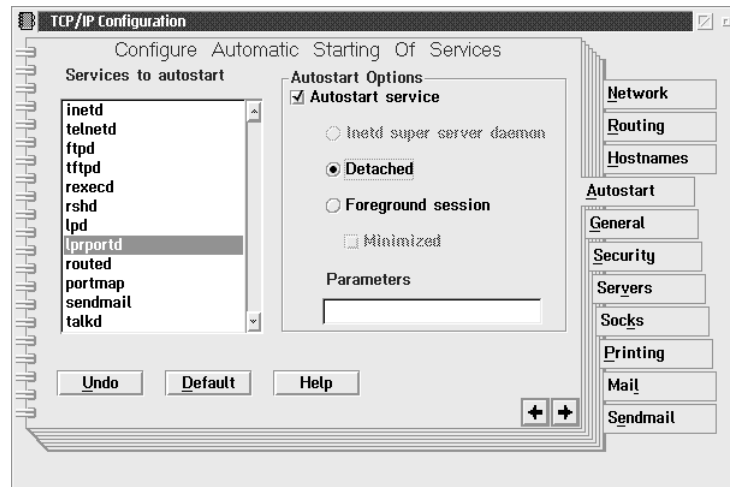 TCP/IP Configuration
Configure Automatic Starting Of Services
Services to autostart
inetd
telnetd
ftpd
tftpd
rexecd
rshd
lpd
lprportd
routed
portmap
sendmail
talkd
Autostart Options
Autostart service
Inetd super server daemon
Detached
Foreground session
Minimized
Parameters
Undo
Default
Help
Network
Routing
Hostnames
Autostart
General
Security
Servers
Socks
Printing
Mail
Sendmail